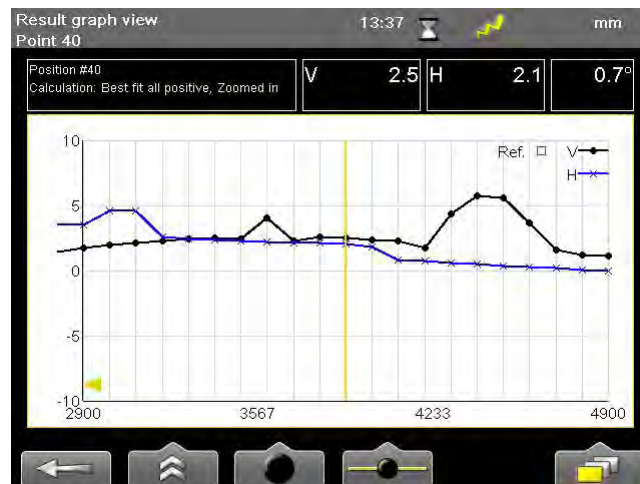 Result graph view 13:37 mm
Point 40
Position #40
Calculation: Best fit all positive, Zoomed in
V 2.5 H 2.1 0.7°
10
Ref. V
H
5
0
-5
-10
2900 3567 4233 4900